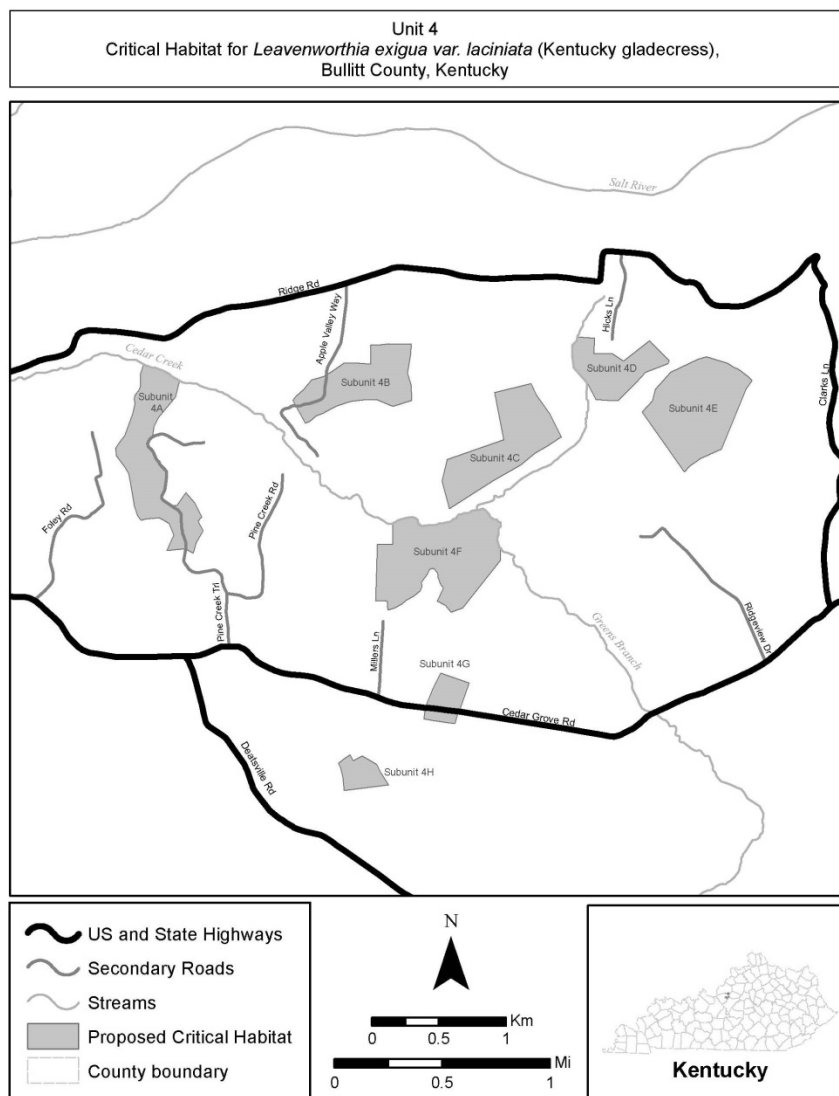 Unit 4
Critical Habitat for Leavenworthia exigua var. laciniata (Kentucky gladecress),
Bullitt County, Kentucky
Salt River
Ridge Rd
Hicks Ln
Apple Valley Way
Cedar Creek
Clarks Ln
Subunit
4A
Subunit 4B
Subunit 4D
Subunit 4E
Subunit 4C
Foley Rd
Pine Creek Rd
Subunit 4F
Pine Creek Trl
Millers Ln
Greens Branch
Ridgeview Dr
Subunit 4G
Cedar Grove Rd
Deatsville Rd
Subunit 4H
US and State Highways
Secondary Roads
Streams
Proposed Critical Habitat
County boundary
N
Km
0 0.5 1
Mi
0 0.5 1
Kentucky